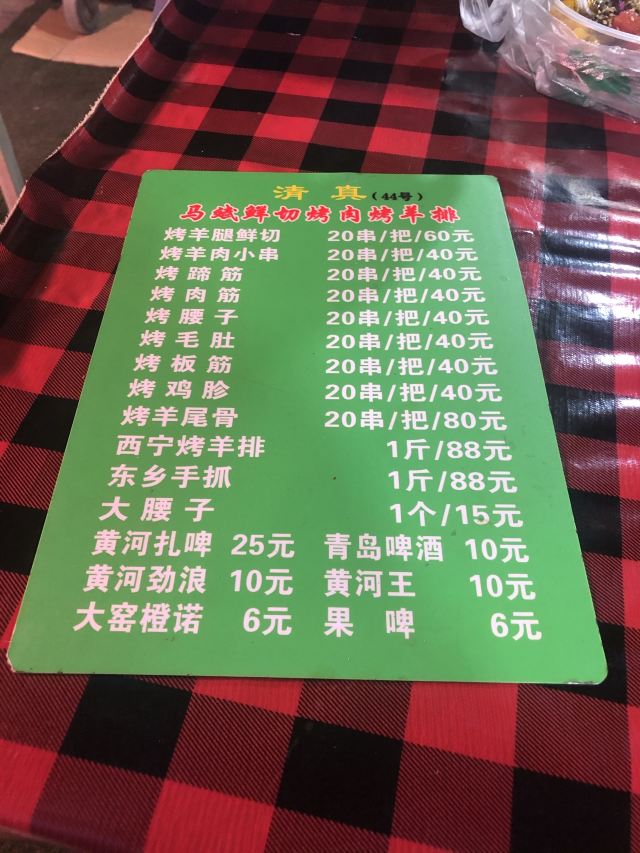 清 真（44号）
马斌鲜切烤肉烤羊排
烤羊腿鲜切 20串/把/60元
烤羊肉小串 20串/把/40元
烤蹄筋 20串/把/40元
烤肉筋 20串/把/40元
烤腰子 20串/把/40元
烤毛肚 20串/把/40元
烤板筋 20串/把/40元
烤鸡胗 20串/把/40元
烤羊尾骨 20串/把/80元
西宁烤羊排 1斤/88元
东乡手抓 1斤/88元
大腰子 1个/15元
黄河扎啤 25元 青岛啤酒 10元
黄河劲浪 10元 黄河王 10元
大窑橙诺 6元 果啤 6元